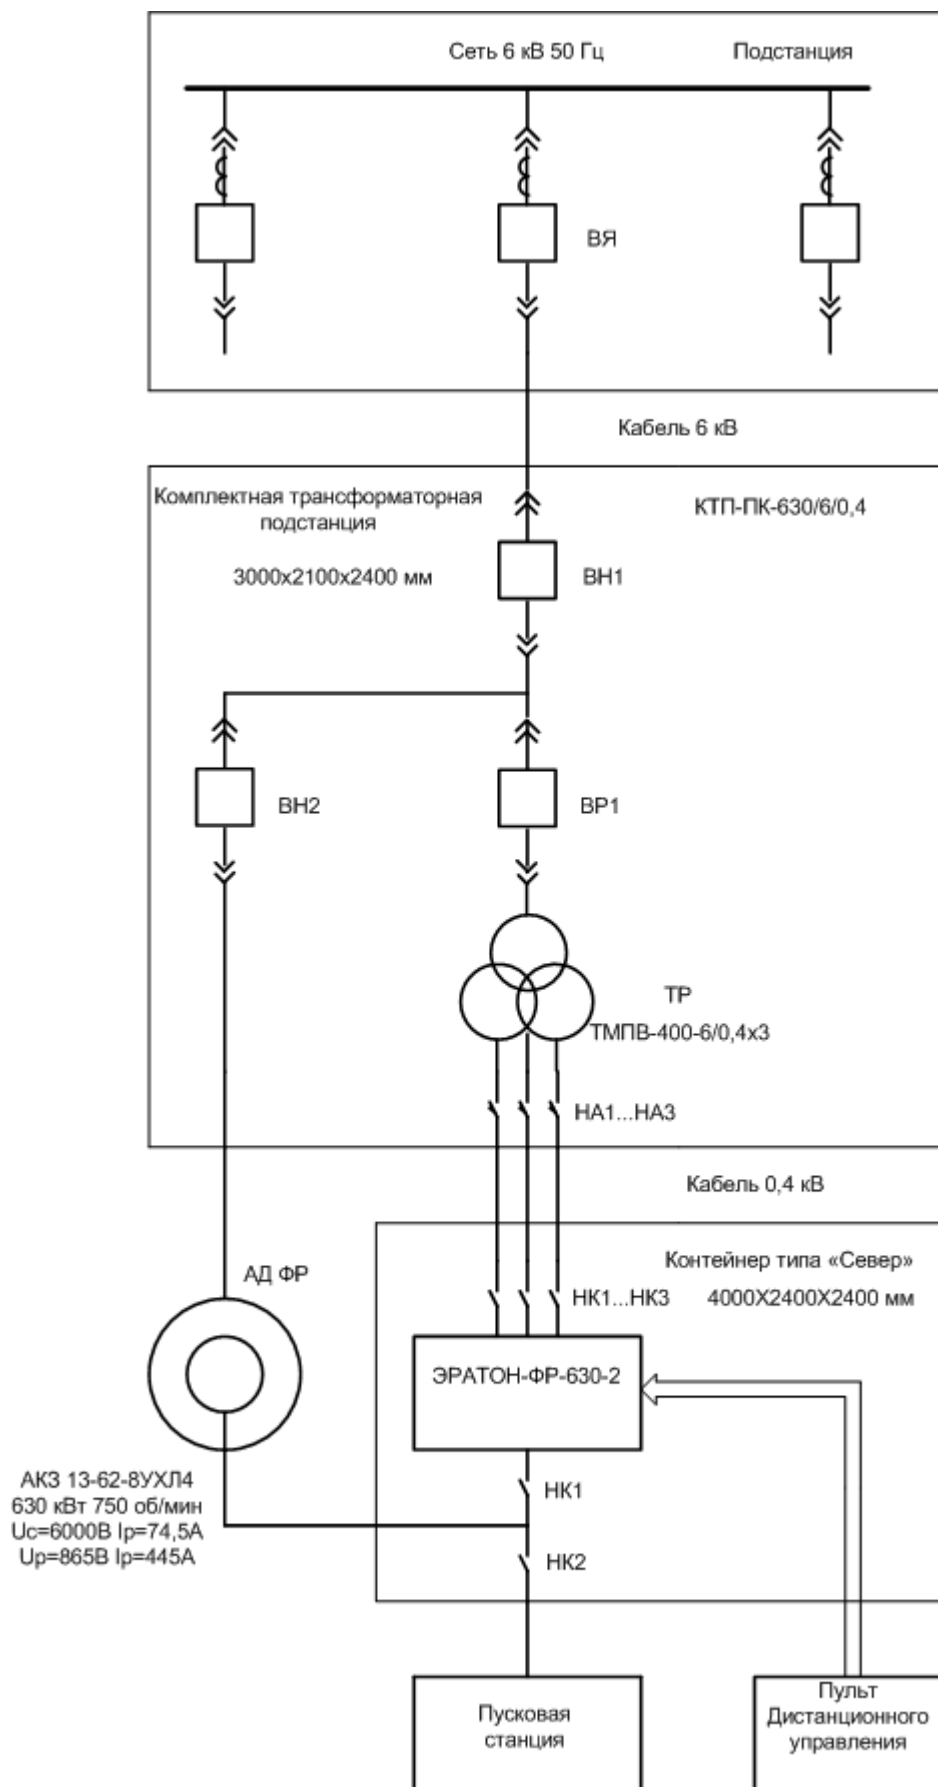 Сеть 6 кВ 50 Гц
Подстанция
ВЯ
Кабель 6 кВ
Комплектная трансформаторная
подстанция
КТП-ПК-630/6/0,4
3000х2100х2400 мм
ВН1
ВН2
ВР1
ТР
ТМПВ-400-6/0,4х3
НА1...НА3
Кабель 0,4 кВ
Контейнер типа «Север»
АД ФР
НК1...НК3
4000Х2400Х2400 мм
ЭРАТОН-ФР-630-2
АКЗ 13-62-8УХЛ4
630 кВт 750 об/мин
Uс=6000В Iр=74,5А
Uр=865В Iр=445А
НК1
НК2
Пусковая
станция
Пульт
Дистанционного
управления